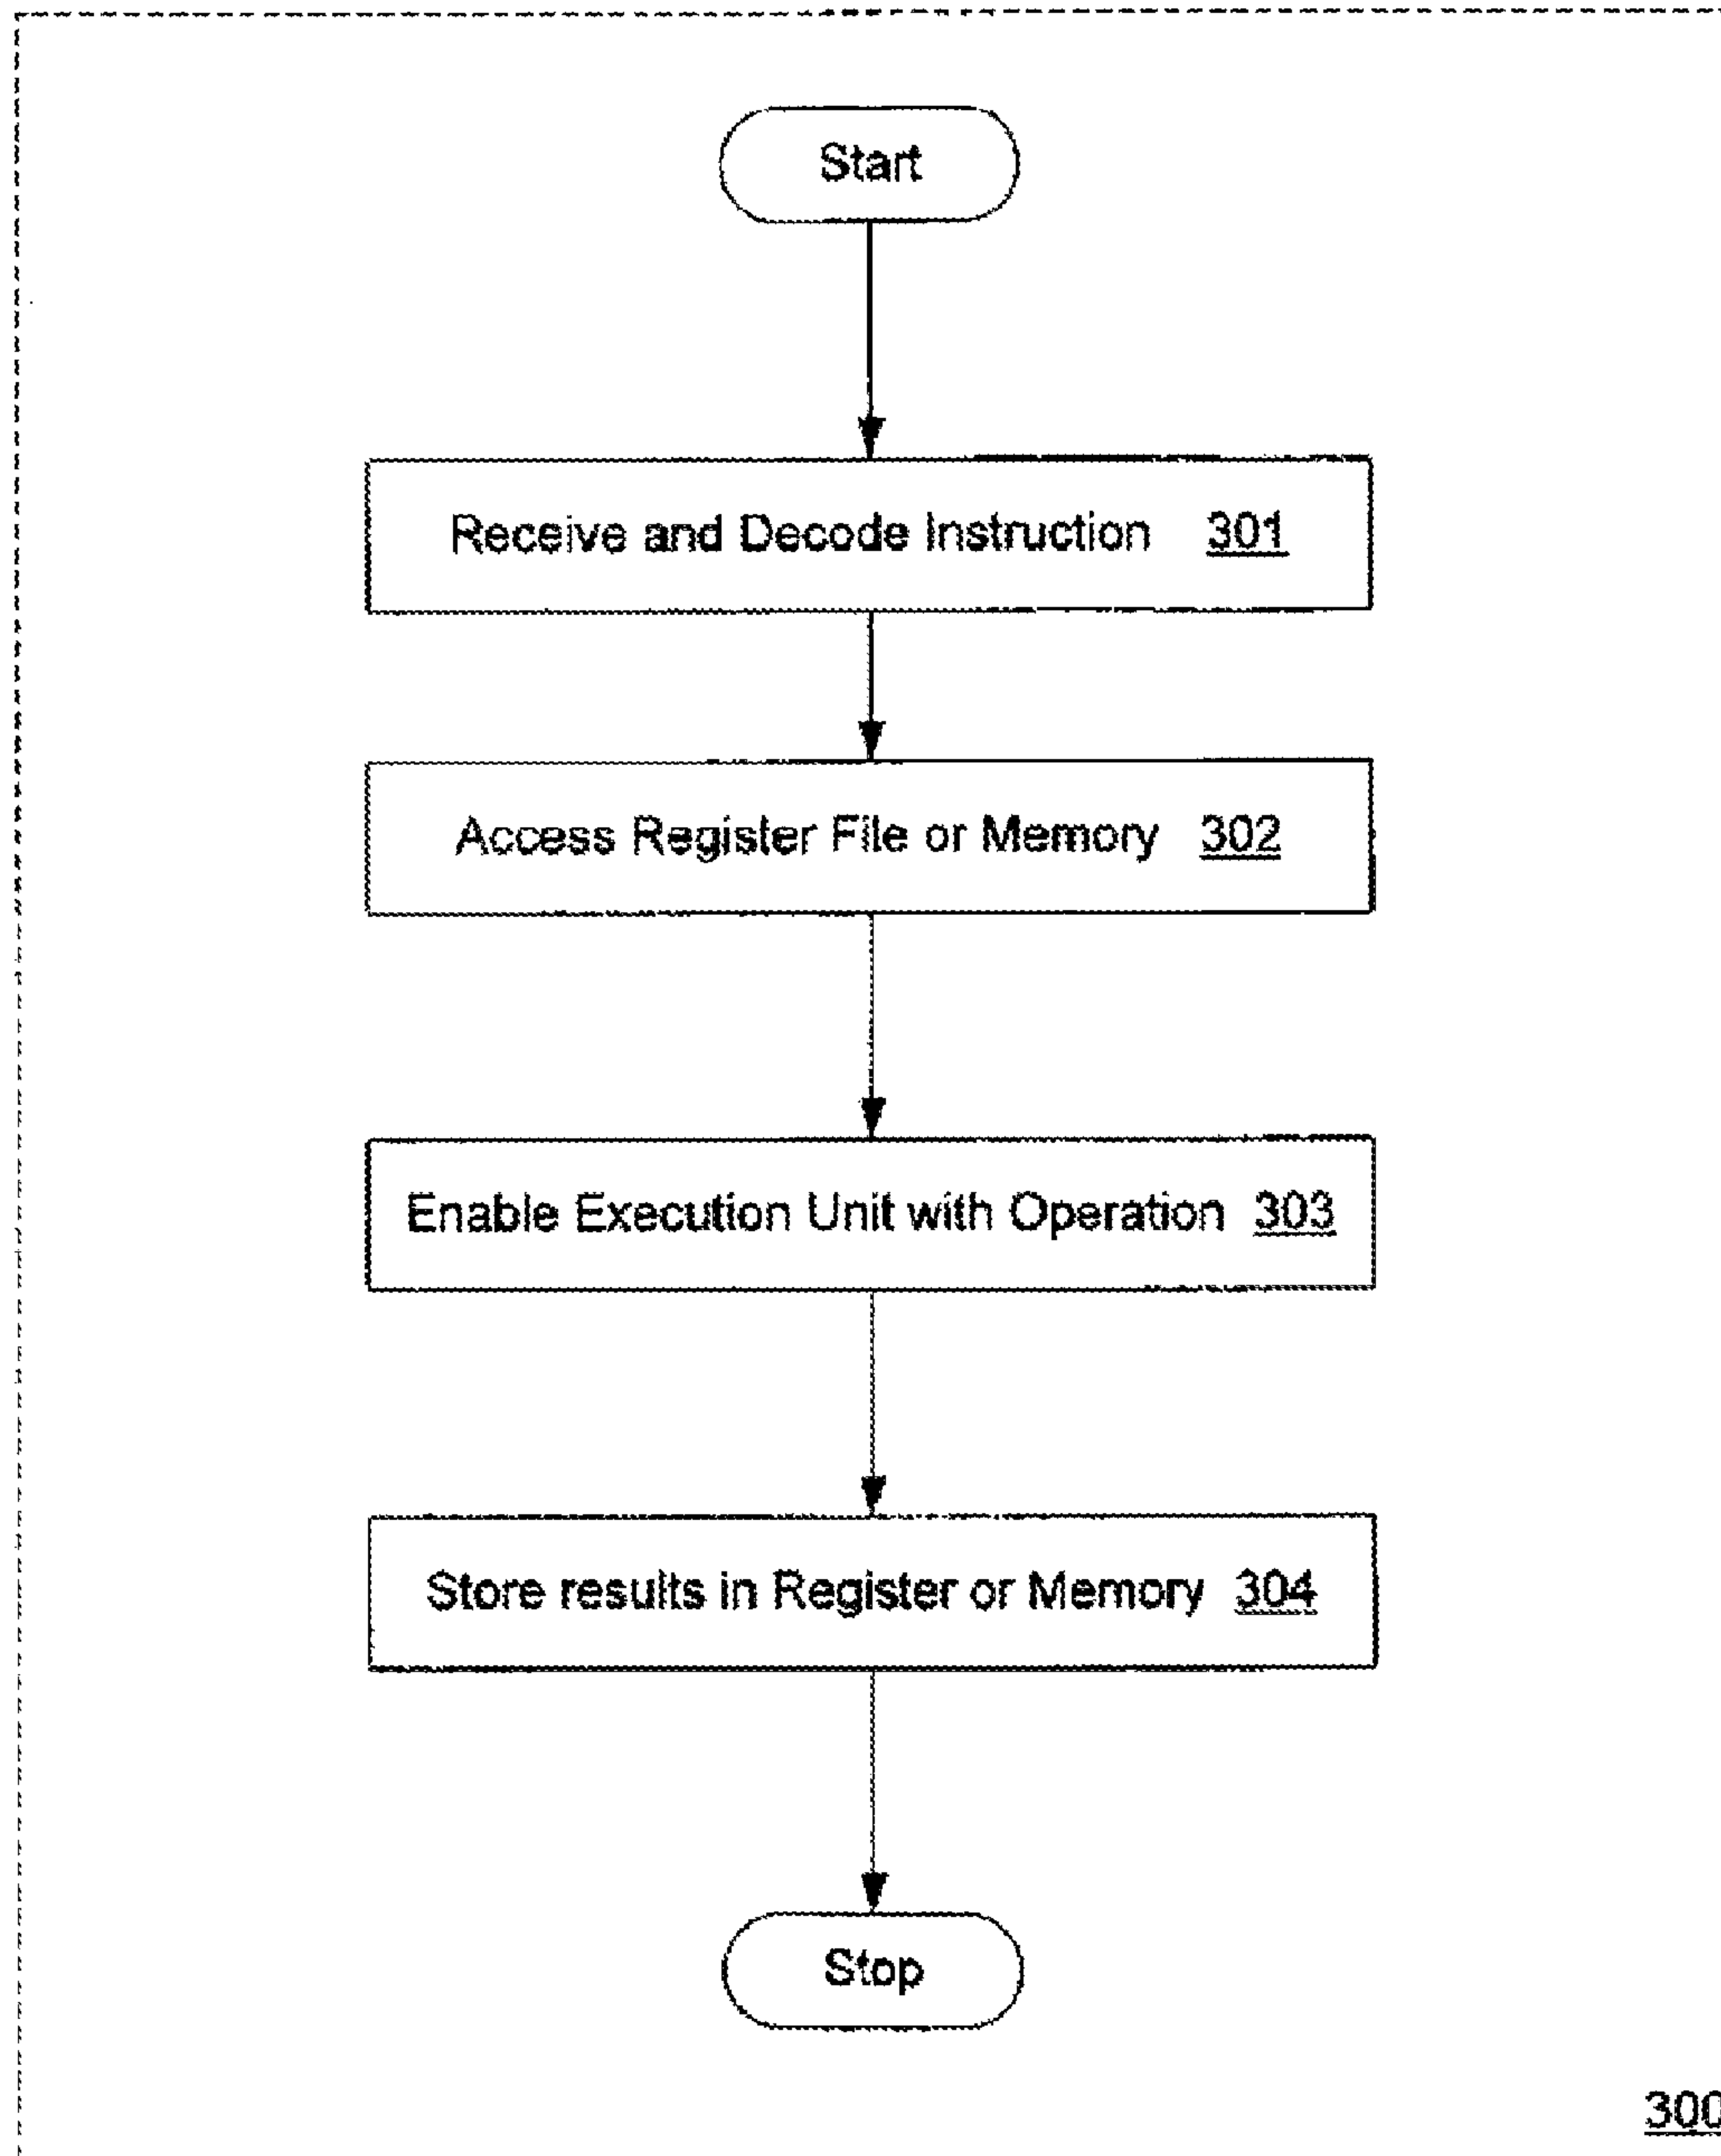 Start
Receive and Decode Instruction 301
Access Register File or Memory 302
Enable Execution Unit with Operation 303
Store results in Register or Memory 304
Stop
300